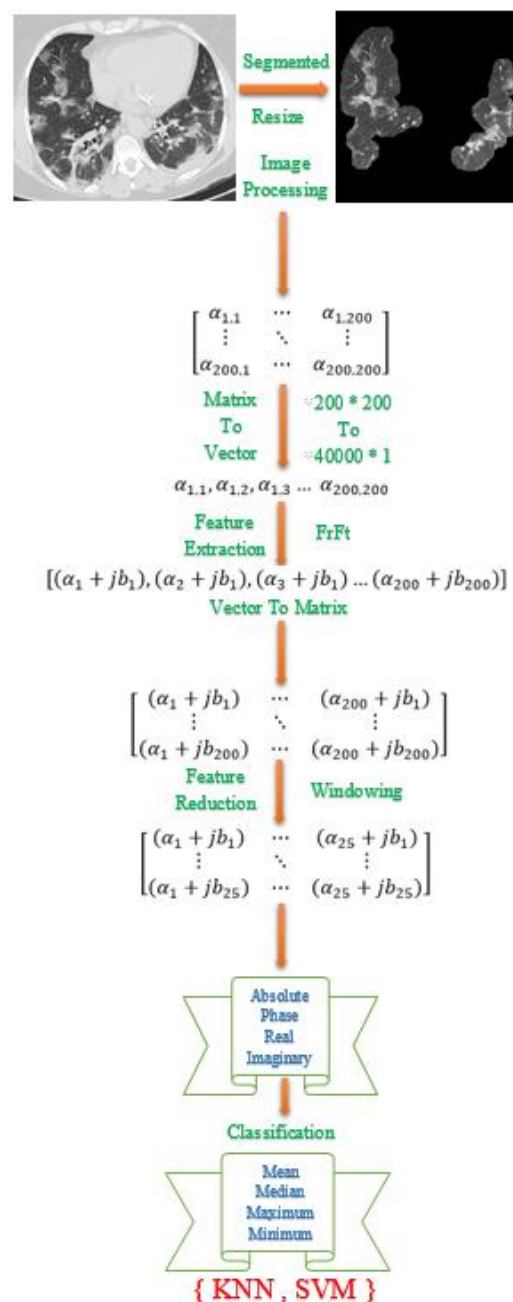 Segmented
Resize
Image
Processing
[α₁.₁ ⋯ α₁.₂₀₀
⋮ ⋱ ⋮
α₂₀₀.₁ ⋯ α₂₀₀.₂₀₀]
Matrix 200 * 200
To To
Vector 40000 * 1
α₁.₁, α₁.₂, α₁.₃ … α₂₀₀.₂₀₀
Feature FrFt
Extraction
[(α₁ + jb₁), (α₂ + jb₁), (α₃ + jb₁) … (α₂₀₀ + jb₂₀₀)]
Vector To Matrix
[(α₁ + jb₁) ⋯ (α₂₀₀ + jb₁)
⋮ ⋱ ⋮
(α₁ + jb₂₀₀) ⋯ (α₂₀₀ + jb₂₀₀)]
Feature Windowing
Reduction
[(α₁ + jb₁) ⋯ (α₂₅ + jb₁)
⋮ ⋱ ⋮
(α₁ + jb₂₅) ⋯ (α₂₅ + jb₂₅)]
Absolute
Phase
Real
Imaginary
Classification
Mean
Median
Maximum
Minimum
{ KNN , SVM }